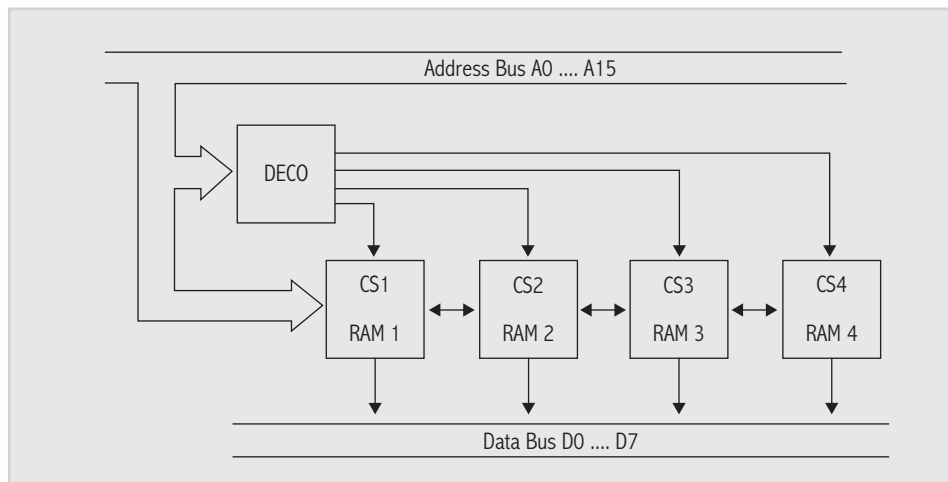 Address Bus A0 .... A15
DECO
CS1
CS2
CS3
CS4
RAM 1
RAM 2
RAM 3
RAM 4
Data Bus D0 .... D7